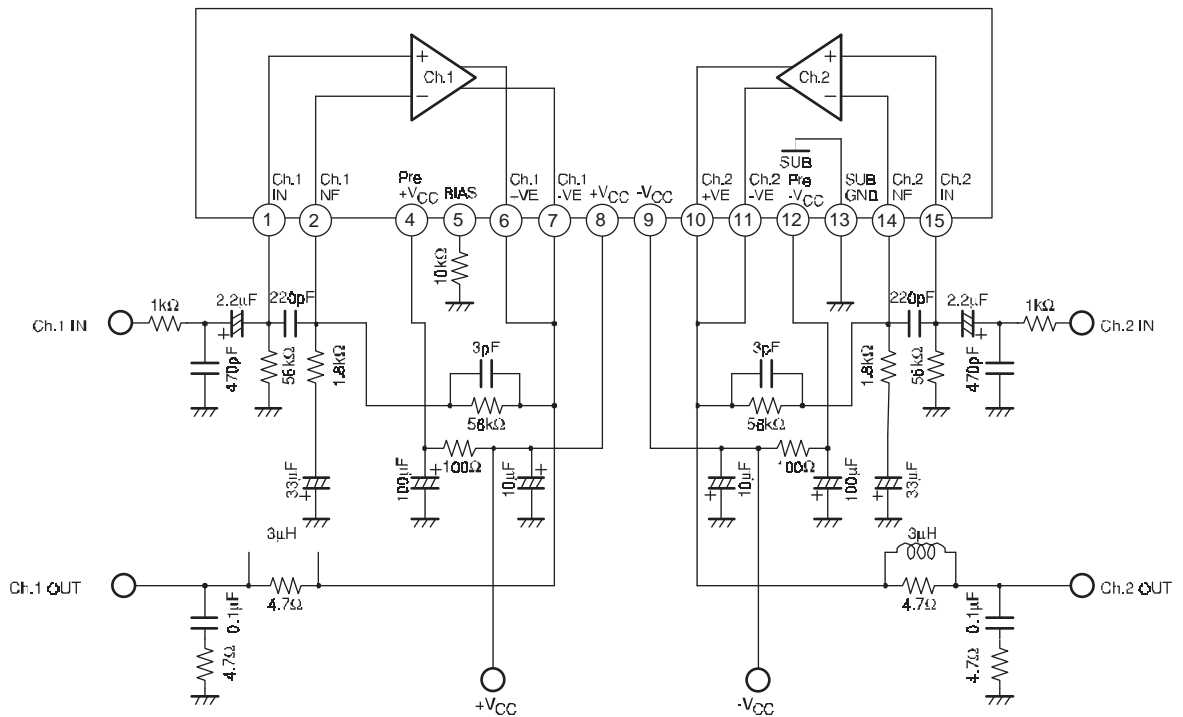 Ch.1
+
−
Ch.2
+
−
SUB
Ch.1 IN
Ch.1 NF
Pre +VCC
BIAS
Ch.1 +VE
Ch.1 -VE
+VCC
-VCC
Ch.2 +VE
Ch.2 -VE
Pre -VCC
SUB GND
Ch.2 NF
Ch.2 IN
1
2
4
5
6
7
8
9
10
11
12
13
14
15
10kΩ
Ch.1 IN
1kΩ
2.2μF
+
220pF
470pF
56kΩ
1.8kΩ
3pF
56kΩ
3pF
56kΩ
220pF
2.2μF
+
1kΩ
Ch.2 IN
1.8kΩ
56kΩ
470pF
33μF
+
100μF
+
100Ω
10μF
+
10μF
+
100Ω
100μF
+
33μF
+
3μH
3μH
Ch.1 OUT
4.7Ω
4.7Ω
Ch.2 OUT
0.1μF
0.1μF
4.7Ω
4.7Ω
+VCC
-VCC